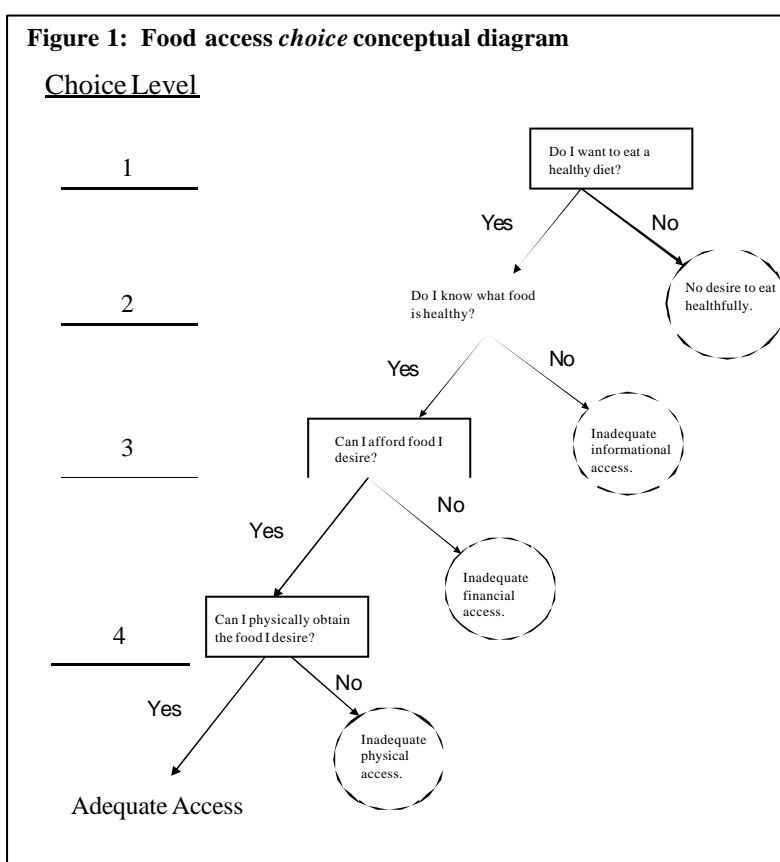 Figure 1: Food access choice conceptual diagram
Choice Level
1
Do I want to eat a
healthy diet?
Yes
No
2
Do I know what food
is healthy?
No desire to eat
healthfully.
Yes
No
3
Can I afford food I
desire?
Inadequate
informational
access.
Yes
No
4
Can I physically obtain
the food I desire?
Inadequate
financial
access.
Yes
No
Inadequate
physical
access.
Adequate Access